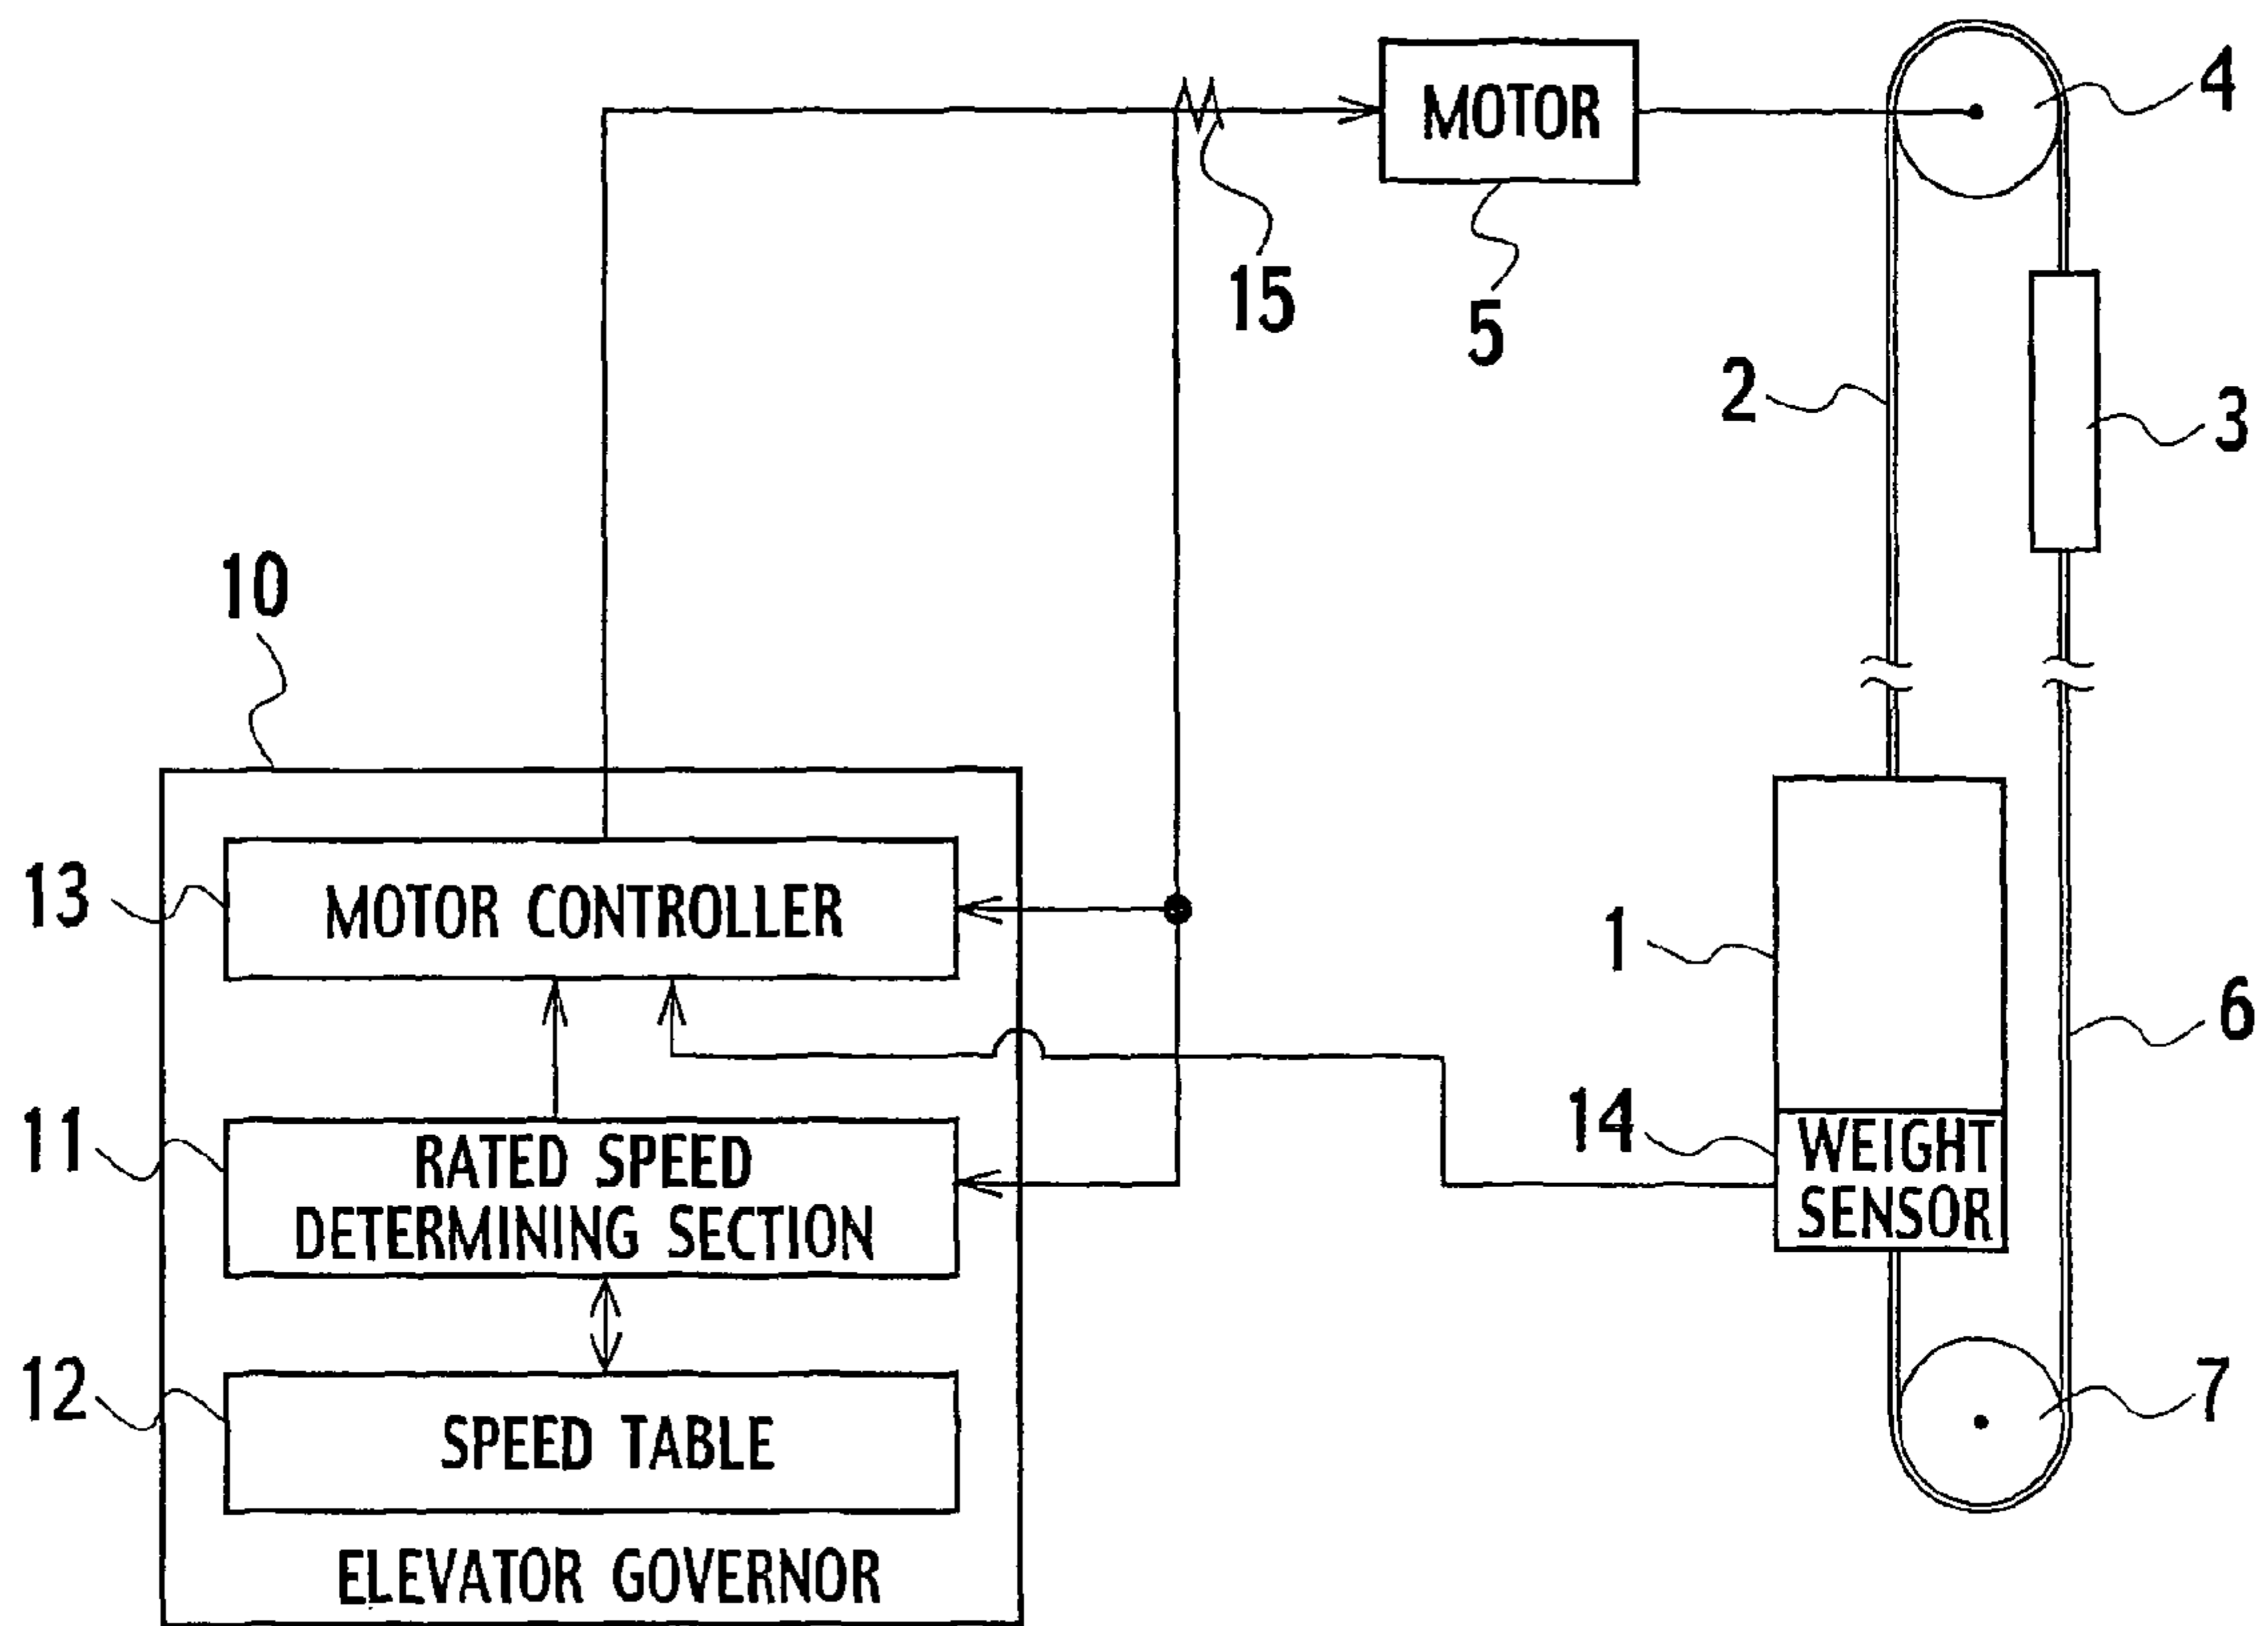 MOTOR
4
15
5
2
3
10
13
MOTOR CONTROLLER
1
6
11
RATED SPEED
DETERMINING SECTION
14
WEIGHT
SENSOR
12
SPEED TABLE
7
ELEVATOR GOVERNOR